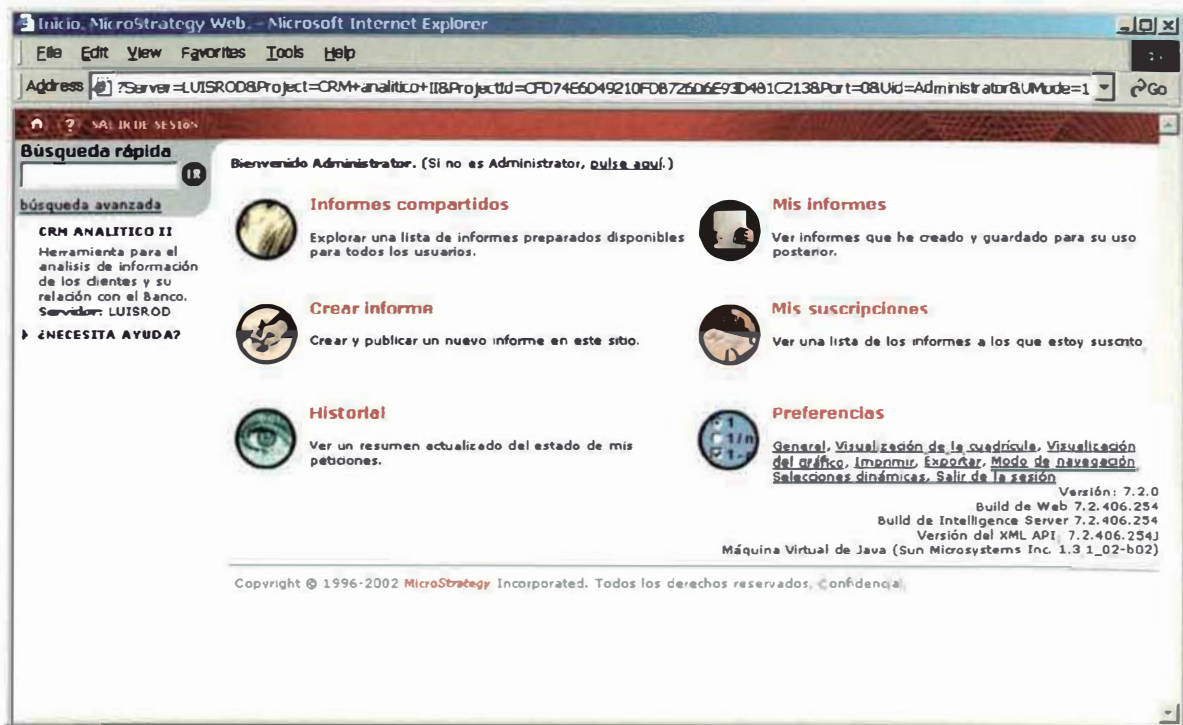 Inicio. MicroStrategy Web. - Microsoft Internet Explorer
File Edit View Favorites Tools Help
Address ?Server=LUISROD&Project=CRM+analitico+II&ProjectId=CFD74E6D49210FDB726D6E93D481C213&Port=0&Uid=Administrator&UMode=1 Go
SALIR DE SESIÓN
Búsqueda rápida
IR
búsqueda avanzada
CRM ANALITICO II
Herramienta para el
analisis de información
de los clientes y su
relación con el Banco.
Servidor: LUISROD
¿NECESITA AYUDA?
Bienvenido Administrator. (Si no es Administrator, pulse aquí.)
Informes compartidos
Explorar una lista de informes preparados disponibles
para todos los usuarios.
Mis informes
Ver informes que he creado y guardado para su uso
posterior.
Crear informe
Crear y publicar un nuevo informe en este sitio.
Mis suscripciones
Ver una lista de los informes a los que estoy suscrito
Historial
Ver un resumen actualizado del estado de mis
peticiones.
Preferencias
General, Visualización de la cuadrícula, Visualización
del gráfico, Imprimir, Exportar, Modo de navegación
Selecciones dinámicas, Salir de la sesión
Versión: 7.2.0
Build de Web 7.2.406.254
Build de Intelligence Server 7.2.406.254
Versión del XML API 7.2.406.254J
Máquina Virtual de Java (Sun Microsystems Inc. 1.3 1_02-b02)
Copyright © 1996-2002 MicroStrategy Incorporated. Todos los derechos reservados. Confidencial